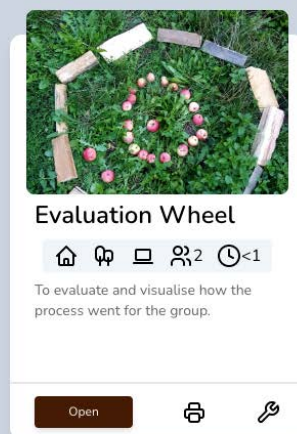 Evaluation Wheel
2 <1
To evaluate and visualise how the
process went for the group.
Open